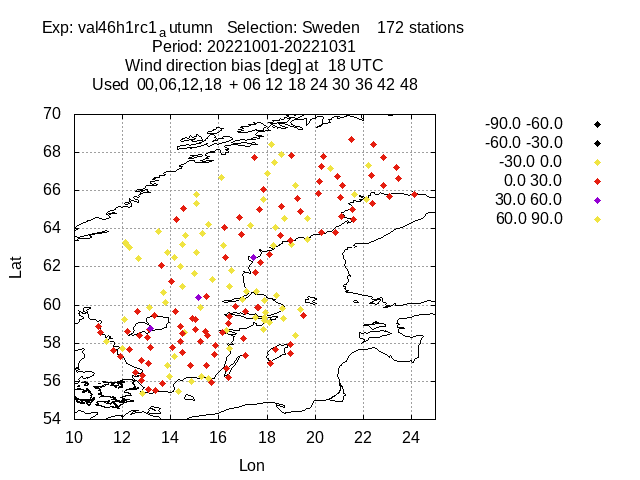 Exp: val46h1rc1autumn Selection: Sweden 172 stations
Period: 20221001-20221031
Wind direction bias [deg] at 18 UTC
Used 00,06,12,18 + 06 12 18 24 30 36 42 48
-90.0 -60.0
-60.0 -30.0
-30.0 0.0
0.0 30.0
30.0 60.0
60.0 90.0
70
68
66
64
62
60
58
56
54
Lat
10 12 14 16 18 20 22 24
Lon